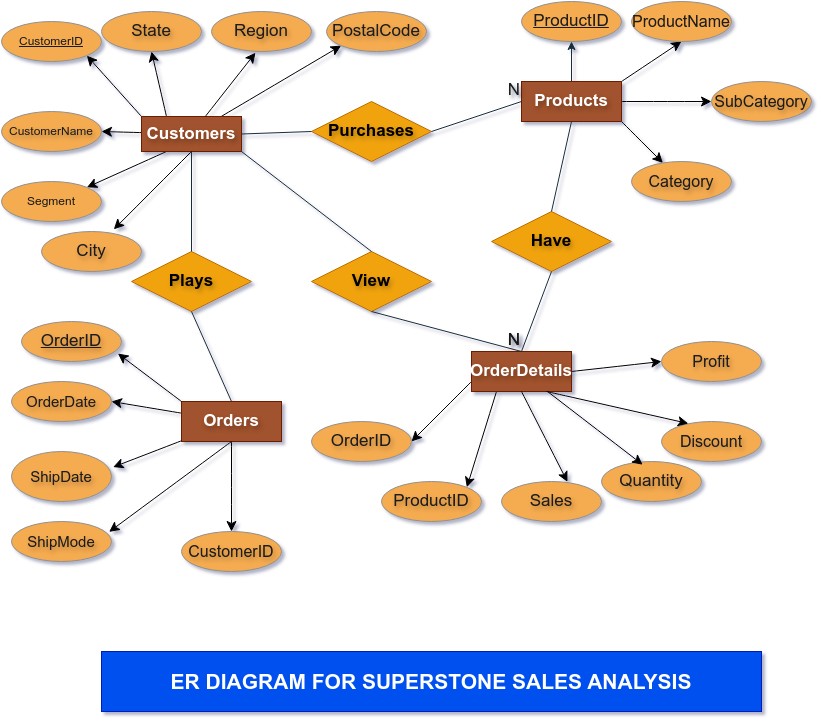 CustomerID
State
Region
PostalCode
ProductID
ProductName
N
Products
SubCategory
Customers
Purchases
CustomerName
Category
Segment
City
Have
Plays
View
N
OrderID
OrderDetails
Profit
OrderDate
Orders
OrderID
Discount
ShipDate
Quantity
ProductID
Sales
ShipMode
CustomerID
ER DIAGRAM FOR SUPERSTONE SALES ANALYSIS